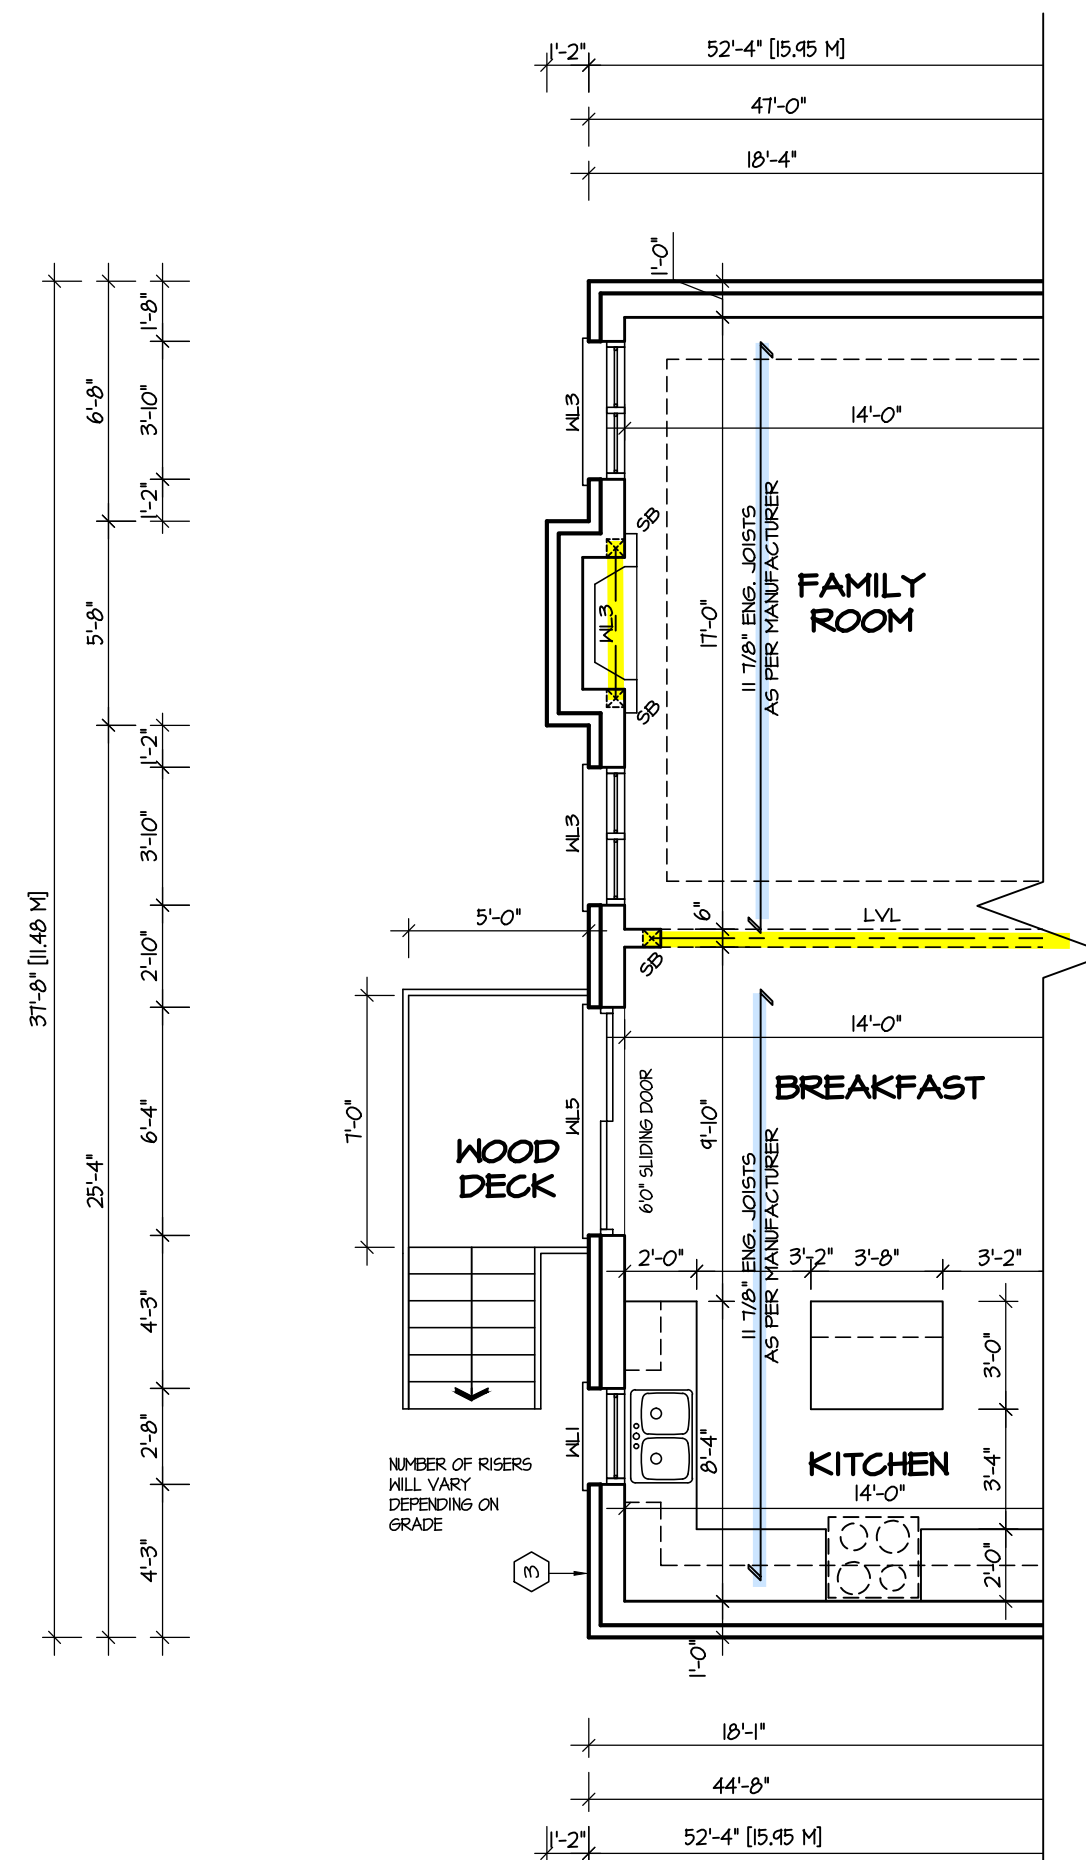 1'-2"
52'-4" [15.95 M]
47'-0"
18'-4"
1'-0"
1'-8"
6'-8"
3'-10"
WL3
14'-0"
1'-2"
SB
11 7/8" ENG. JOISTS
AS PER MANUFACTURER
FAMILY
ROOM
5'-8"
WL3
17'-0"
SB
1'-2"
3'-10"
WL3
37'-8" [11.48 M]
2'-10"
5'-0"
6"
LVL
SB
14'-0"
7'-0"
6'-4"
WL5
6'0" SLIDING DOOR
9'-10"
BREAKFAST
WOOD
DECK
25'-4"
11 7/8" ENG. JOISTS
AS PER MANUFACTURER
2'-0"
3'-2"
3'-8"
3'-2"
4'-3"
3'-0"
2'-8"
WL1
8'-4"
KITCHEN
14'-0"
3'-4"
NUMBER OF RISERS
WILL VARY
DEPENDING ON
GRADE
4'-3"
3
2'-0"
1'-0"
18'-1"
44'-8"
1'-2"
52'-4" [15.95 M]